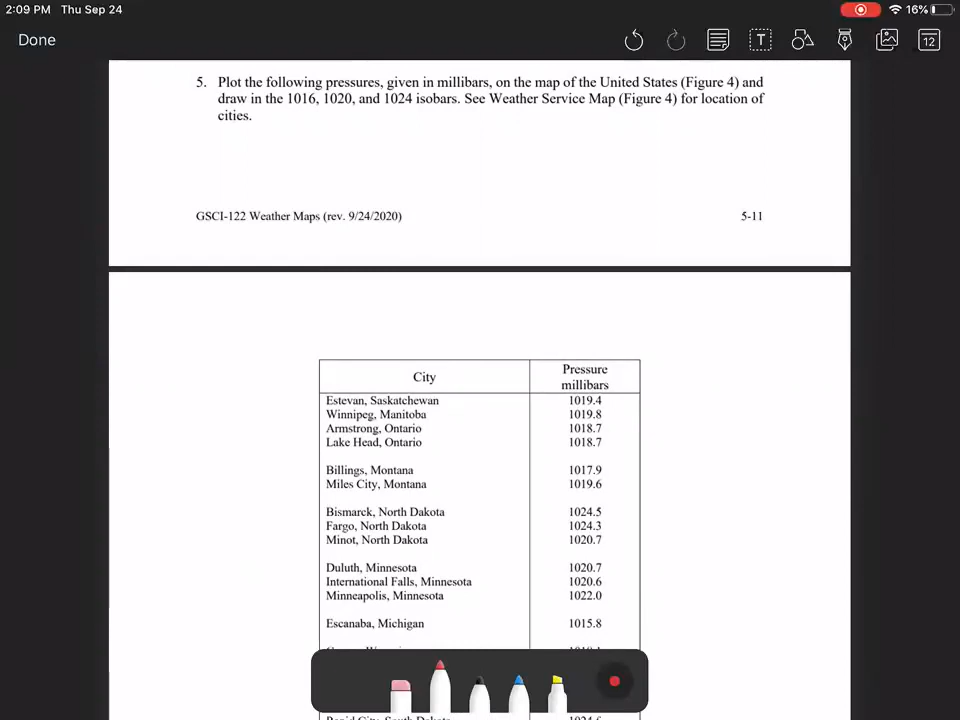 2:09 PM Thu Sep 24 16%
Done T 12
5. Plot the following pressures, given in millibars, on the map of the United States (Figure 4) and
draw in the 1016, 1020, and 1024 isobars. See Weather Service Map (Figure 4) for location of
cities.
GSCI-122 Weather Maps (rev. 9/24/2020) 5-11
City Pressure
millibars
Estevan, Saskatchewan 1019.4
Winnipeg, Manitoba 1019.8
Armstrong, Ontario 1018.7
Lake Head, Ontario 1018.7
Billings, Montana 1017.9
Miles City, Montana 1019.6
Bismarck, North Dakota 1024.5
Fargo, North Dakota 1024.3
Minot, North Dakota 1020.7
Duluth, Minnesota 1020.7
International Falls, Minnesota 1020.6
Minneapolis, Minnesota 1022.0
Escanaba, Michigan 1015.8